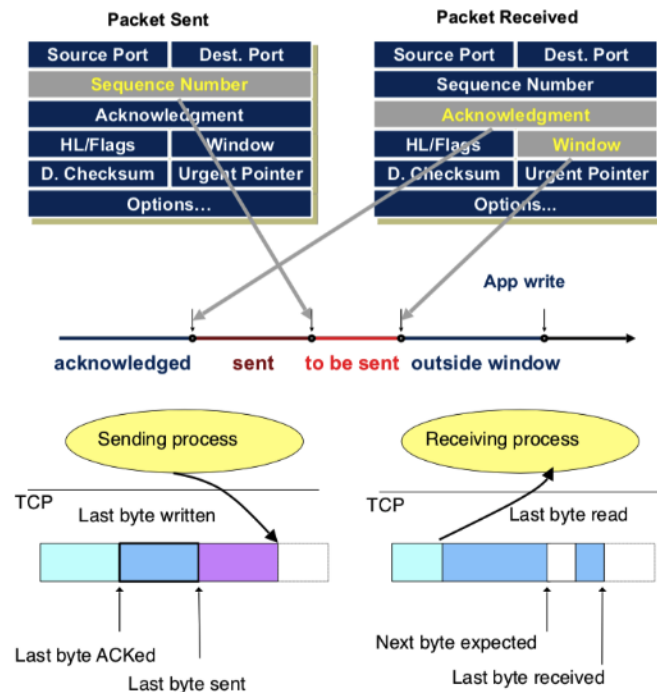 Packet Sent
Packet Received
Source Port
Dest. Port
Sequence Number
Acknowledgment
HL/Flags
Window
D. Checksum
Urgent Pointer
Options...
Source Port
Dest. Port
Sequence Number
Acknowledgment
HL/Flags
Window
D. Checksum
Urgent Pointer
Options...
App write
acknowledged
sent
to be sent
outside window
Sending process
TCP
Last byte written
Last byte ACKed
Last byte sent
Receiving process
TCP
Last byte read
Next byte expected
Last byte received